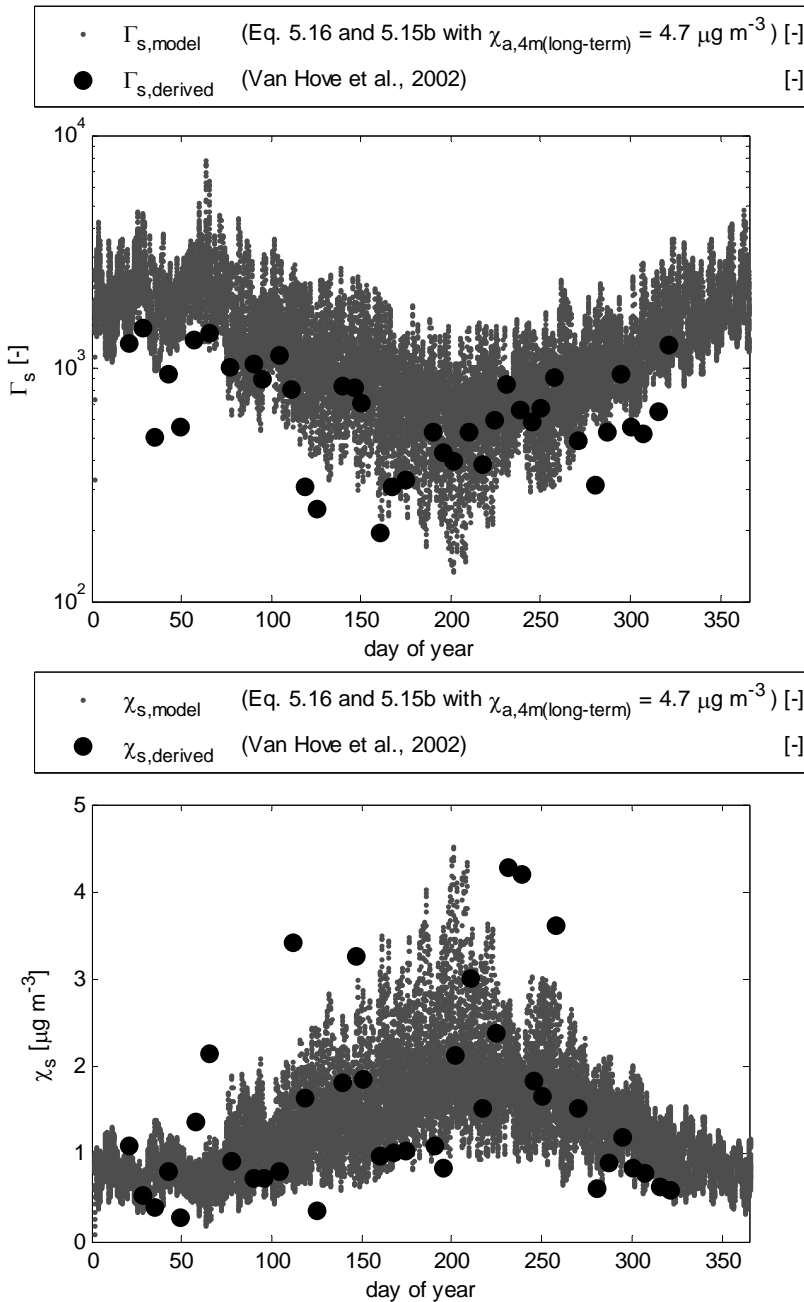 Γs,model (Eq. 5.16 and 5.15b with χa,4m(long-term) = 4.7 μg m-3 ) [-]
Γs,derived (Van Hove et al., 2002) [-]
10^4
10^3
10^2
Γs [-]
0 50 100 150 200 250 300 350
day of year
χs,model (Eq. 5.16 and 5.15b with χa,4m(long-term) = 4.7 μg m-3 ) [-]
χs,derived (Van Hove et al., 2002) [-]
5
4
3
2
1
0
χs [μg m-3]
0 50 100 150 200 250 300 350
day of year